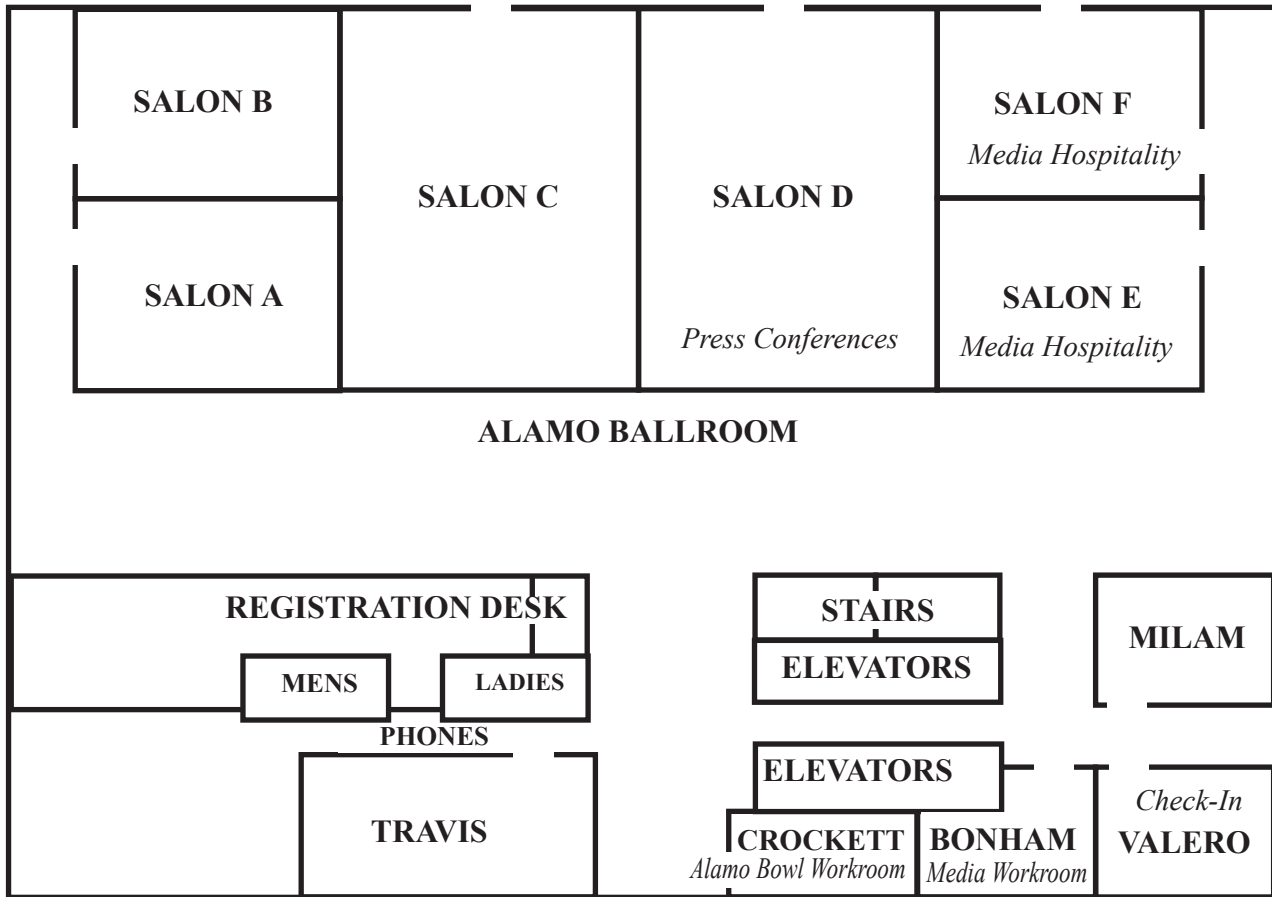 SALON B
SALON A
SALON C
SALON D
Press Conferences
SALON F
Media Hospitality
SALON E
Media Hospitality
ALAMO BALLROOM
REGISTRATION DESK
MENS
LADIES
PHONES
TRAVIS
STAIRS
ELEVATORS
ELEVATORS
MILAM
CROCKETT
Alamo Bowl Workroom
BONHAM
Media Workroom
Check-In
VALERO